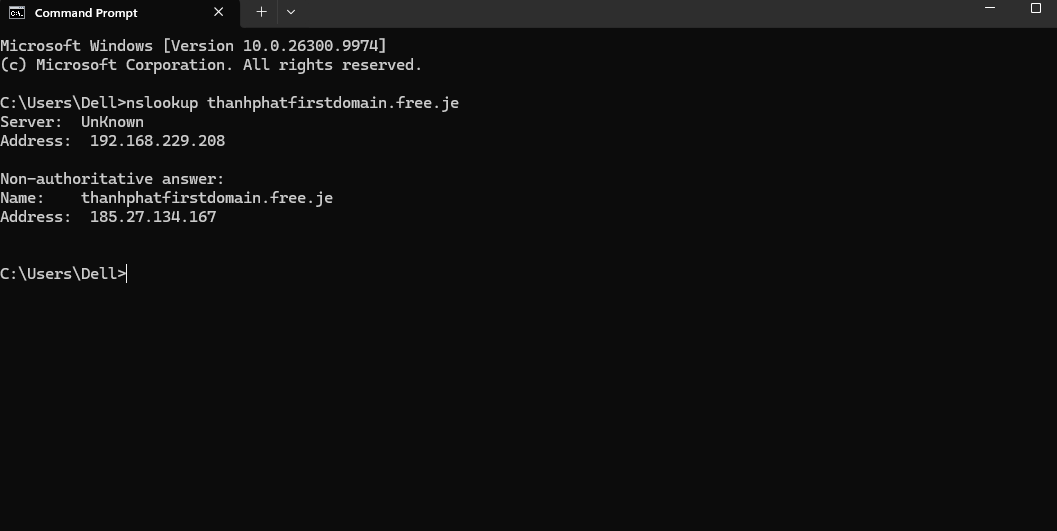 Command Prompt
Microsoft Windows [Version 10.0.26300.9974]
(c) Microsoft Corporation. All rights reserved.
C:\Users\Dell>nslookup thanhphatfirstdomain.free.je
Server:  UnKnown
Address:  192.168.229.208
Non-authoritative answer:
Name:    thanhphatfirstdomain.free.je
Address:  185.27.134.167
C:\Users\Dell>